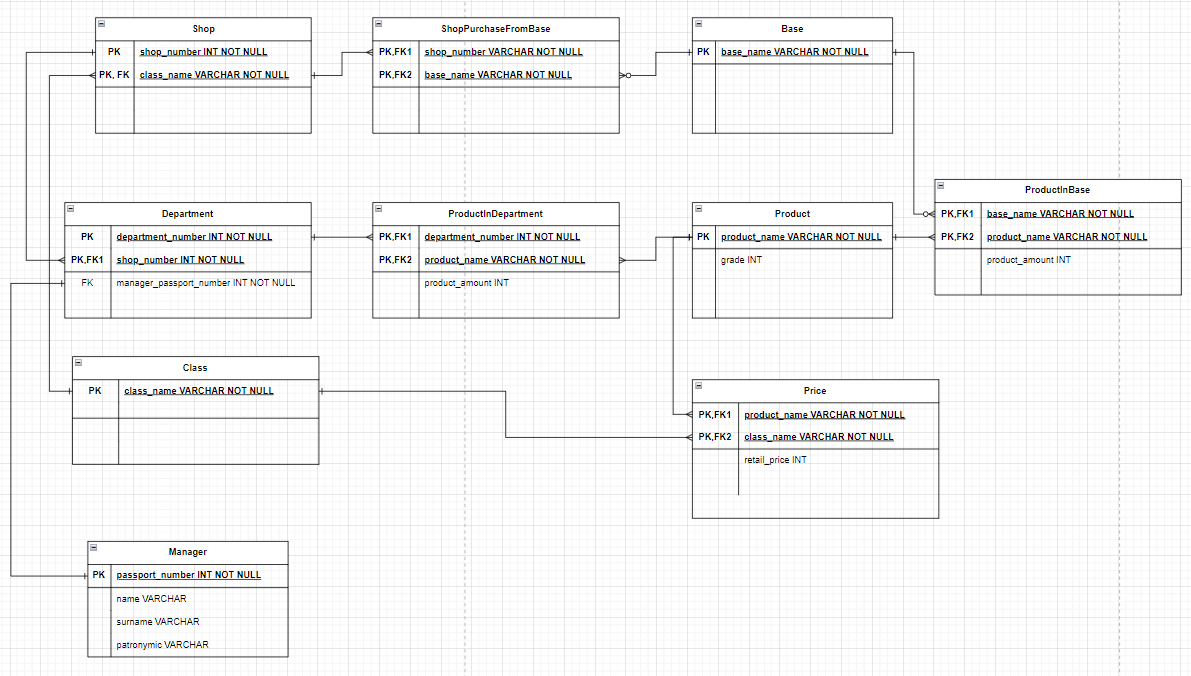 Shop
PK shop_number INT NOT NULL
PK, FK class_name VARCHAR NOT NULL
ShopPurchaseFromBase
PK,FK1 shop_number VARCHAR NOT NULL
PK,FK2 base_name VARCHAR NOT NULL
Base
PK base_name VARCHAR NOT NULL
ProductInBase
PK,FK1 base_name VARCHAR NOT NULL
PK,FK2 product_name VARCHAR NOT NULL
product_amount INT
Department
PK department_number INT NOT NULL
PK,FK1 shop_number INT NOT NULL
FK manager_passport_number INT NOT NULL
ProductInDepartment
PK,FK1 department_number INT NOT NULL
PK,FK2 product_name VARCHAR NOT NULL
product_amount INT
Product
PK product_name VARCHAR NOT NULL
grade INT
Class
PK class_name VARCHAR NOT NULL
Price
PK,FK1 product_name VARCHAR NOT NULL
PK,FK2 class_name VARCHAR NOT NULL
retail_price INT
Manager
PK passport_number INT NOT NULL
name VARCHAR
surname VARCHAR
patronymic VARCHAR